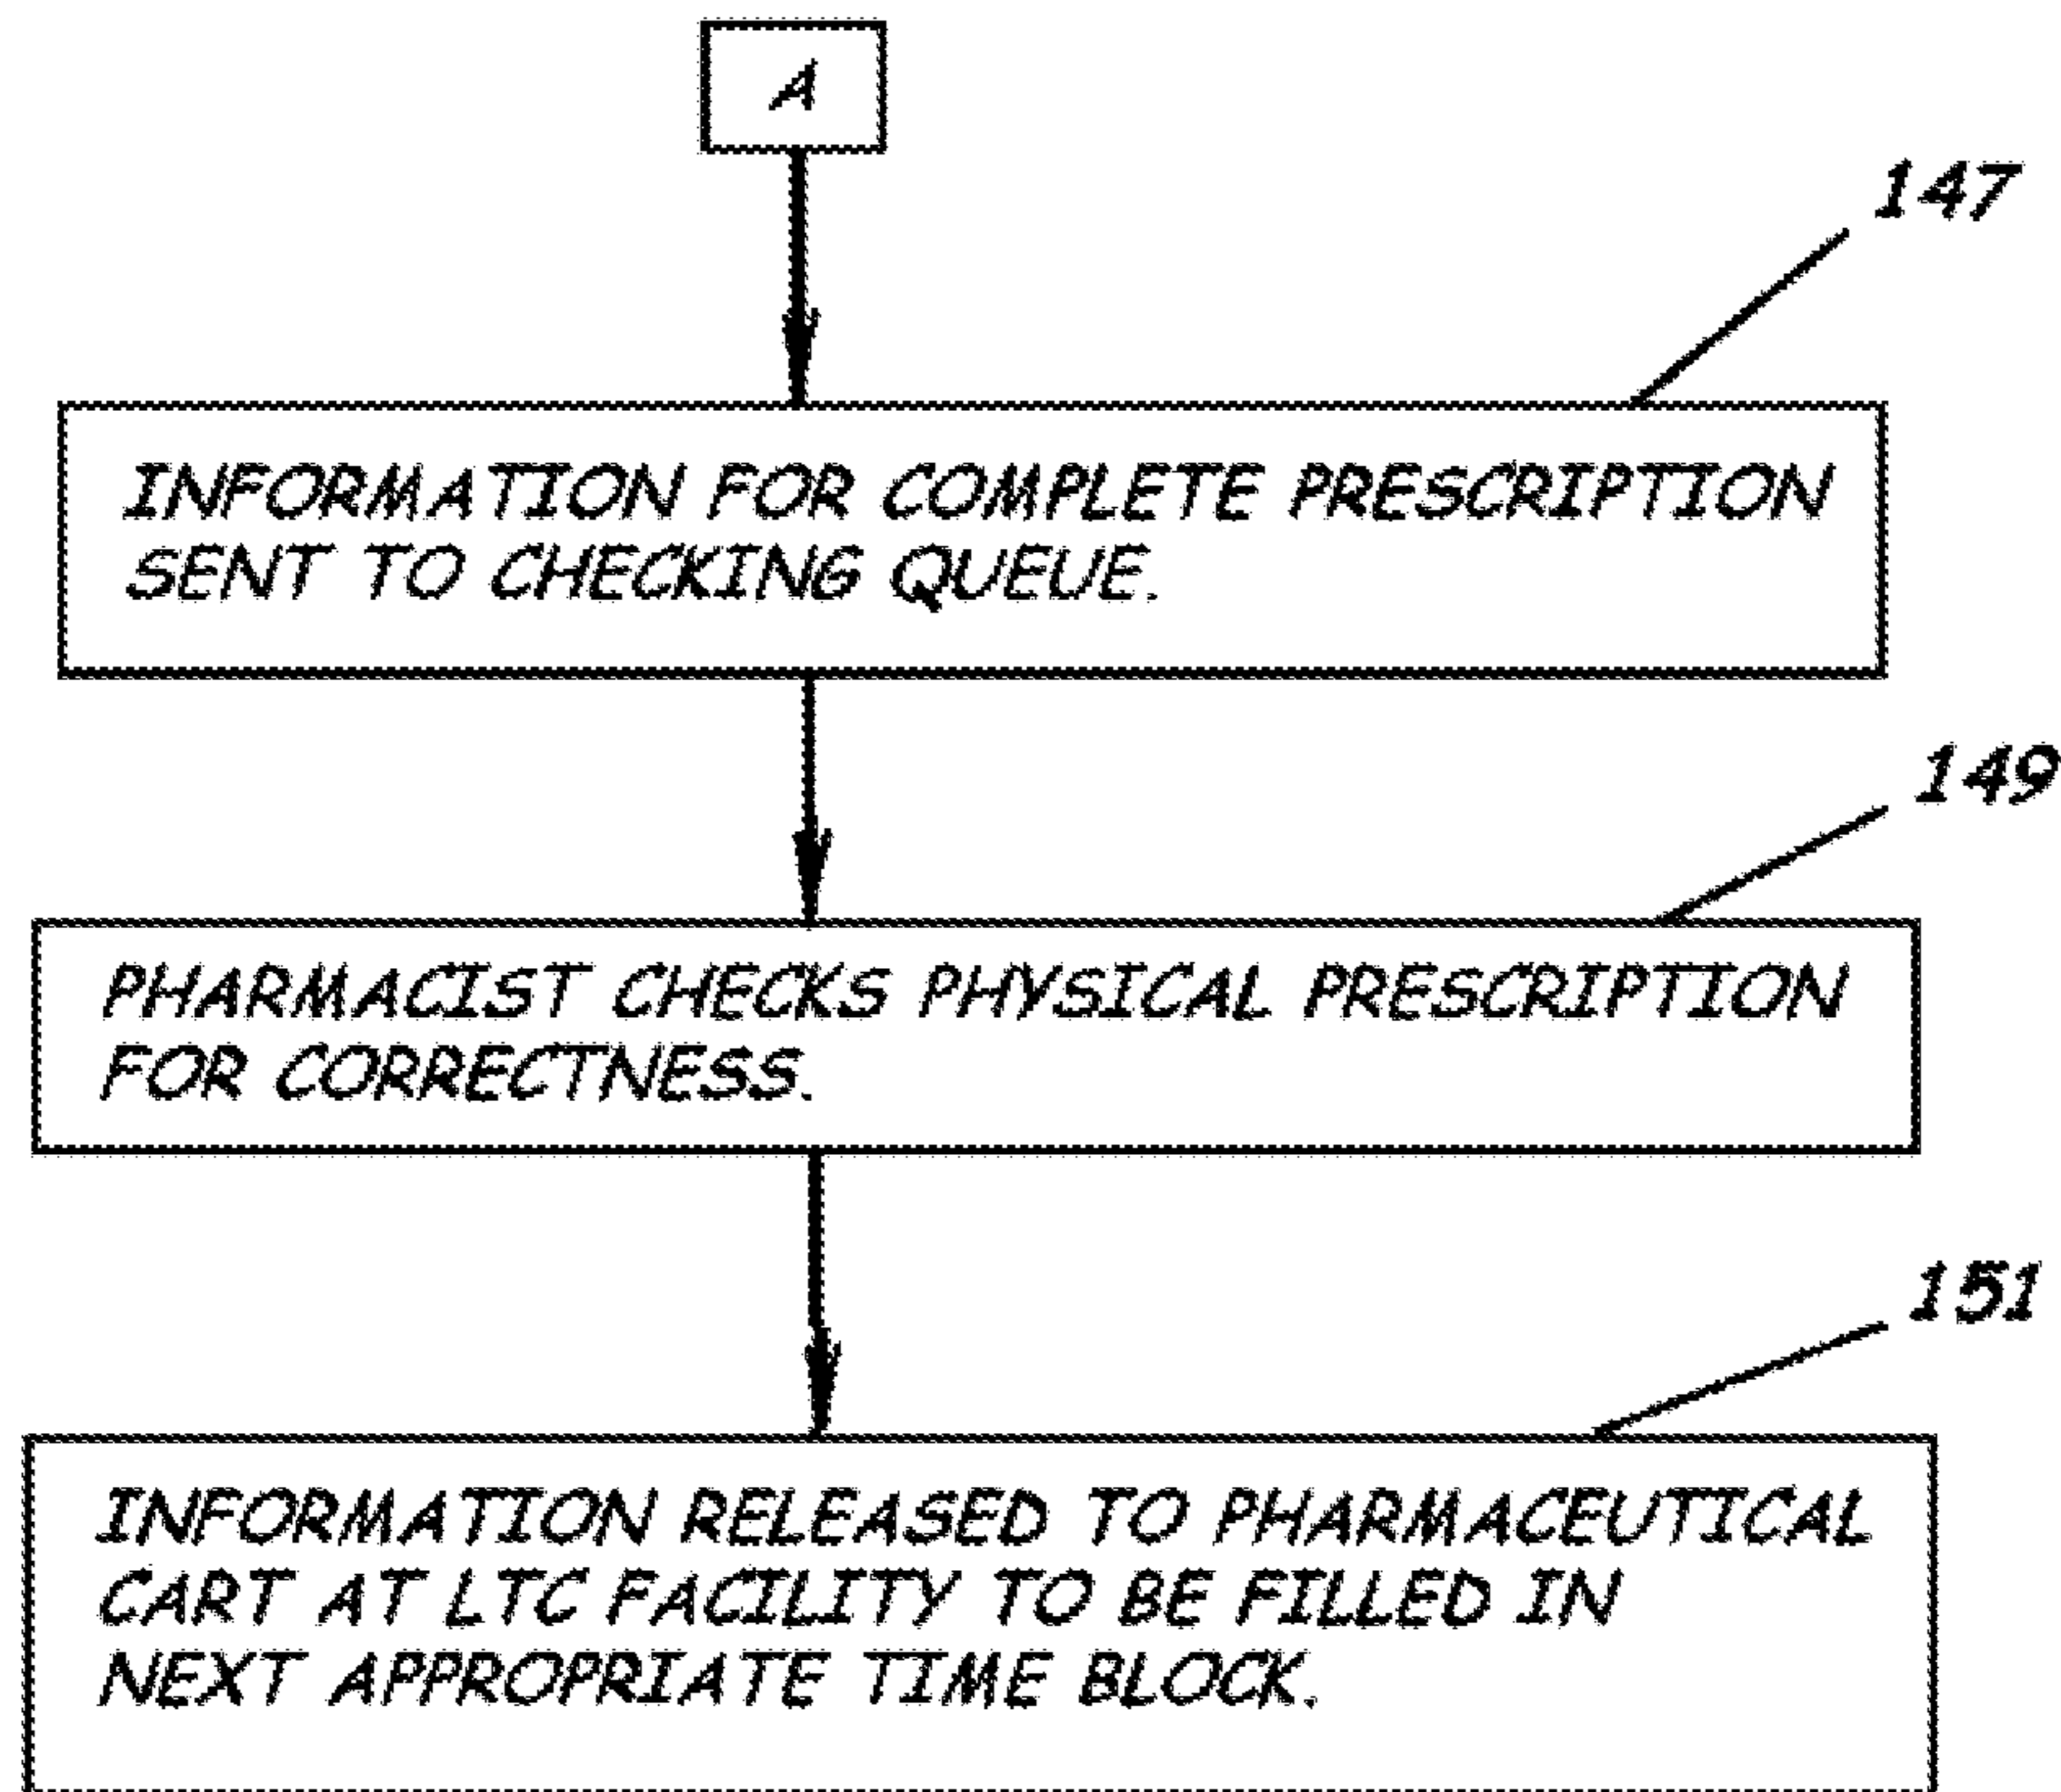 A
147
INFORMATION FOR COMPLETE PRESCRIPTION
SENT TO CHECKING QUEUE.
149
PHARMACIST CHECKS PHYSICAL PRESCRIPTION
FOR CORRECTNESS.
151
INFORMATION RELEASED TO PHARMACEUTICAL
CART AT LTC FACILITY TO BE FILLED IN
NEXT APPROPRIATE TIME BLOCK.